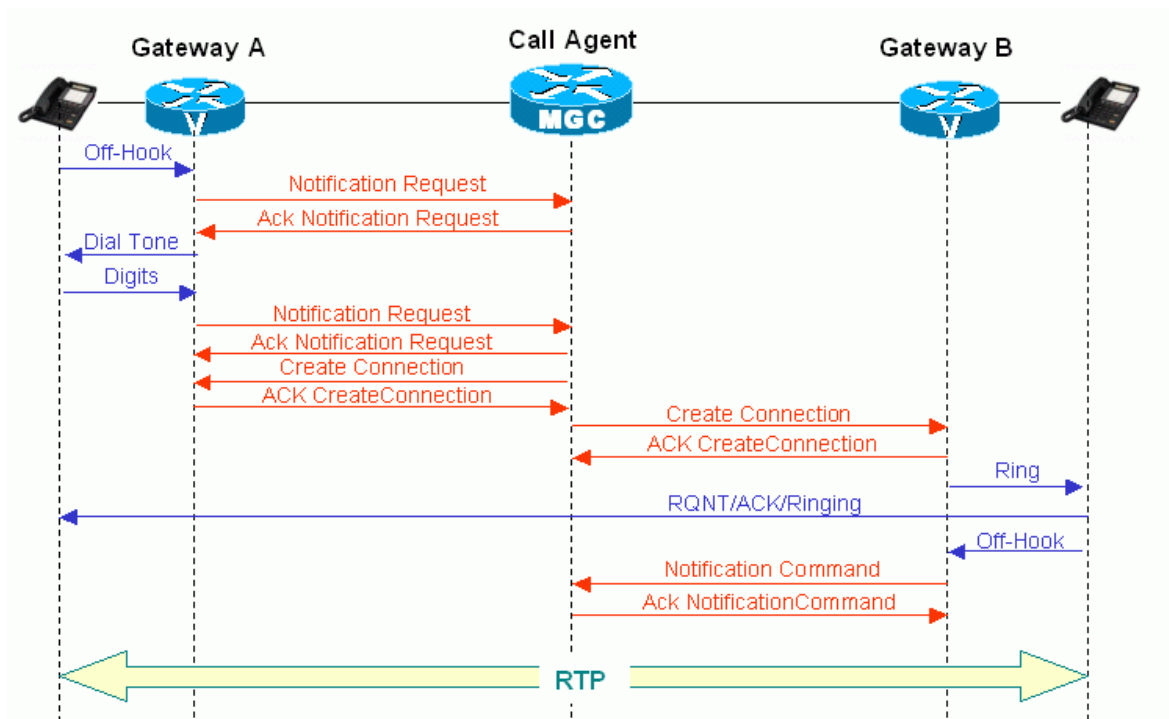 Gateway A
Call Agent
Gateway B
V
MGC
V
Off-Hook
Notification Request
Ack Notification Request
Dial Tone
Digits
Notification Request
Ack Notification Request
Create Connection
ACK CreateConnection
Create Connection
ACK CreateConnection
Ring
RQNT/ACK/Ringing
Off-Hook
Notification Command
Ack NotificationCommand
RTP